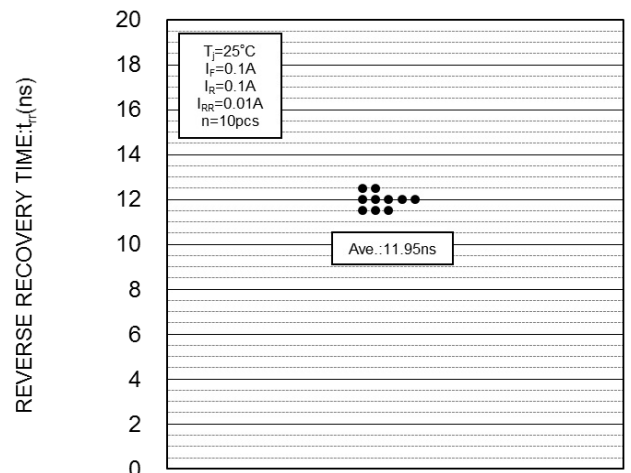 REVERSE RECOVERY TIME:trr(ns)
20
18
16
14
12
10
8
6
4
2
0
Tj=25°C
IF=0.1A
IR=0.1A
IRR=0.01A
n=10pcs
Ave.:11.95ns